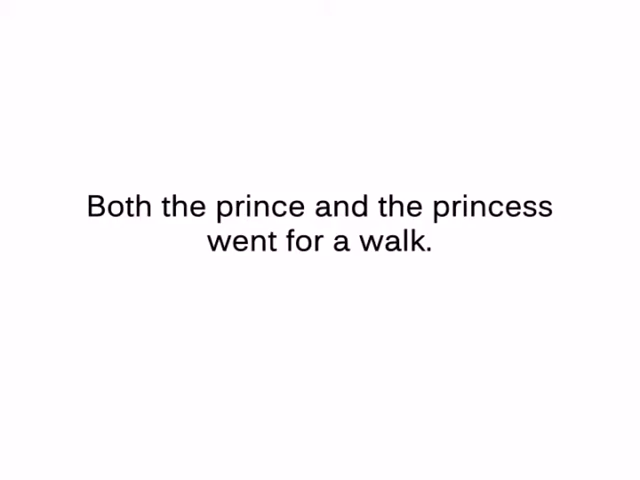 Both the prince and the princess
went for a walk.